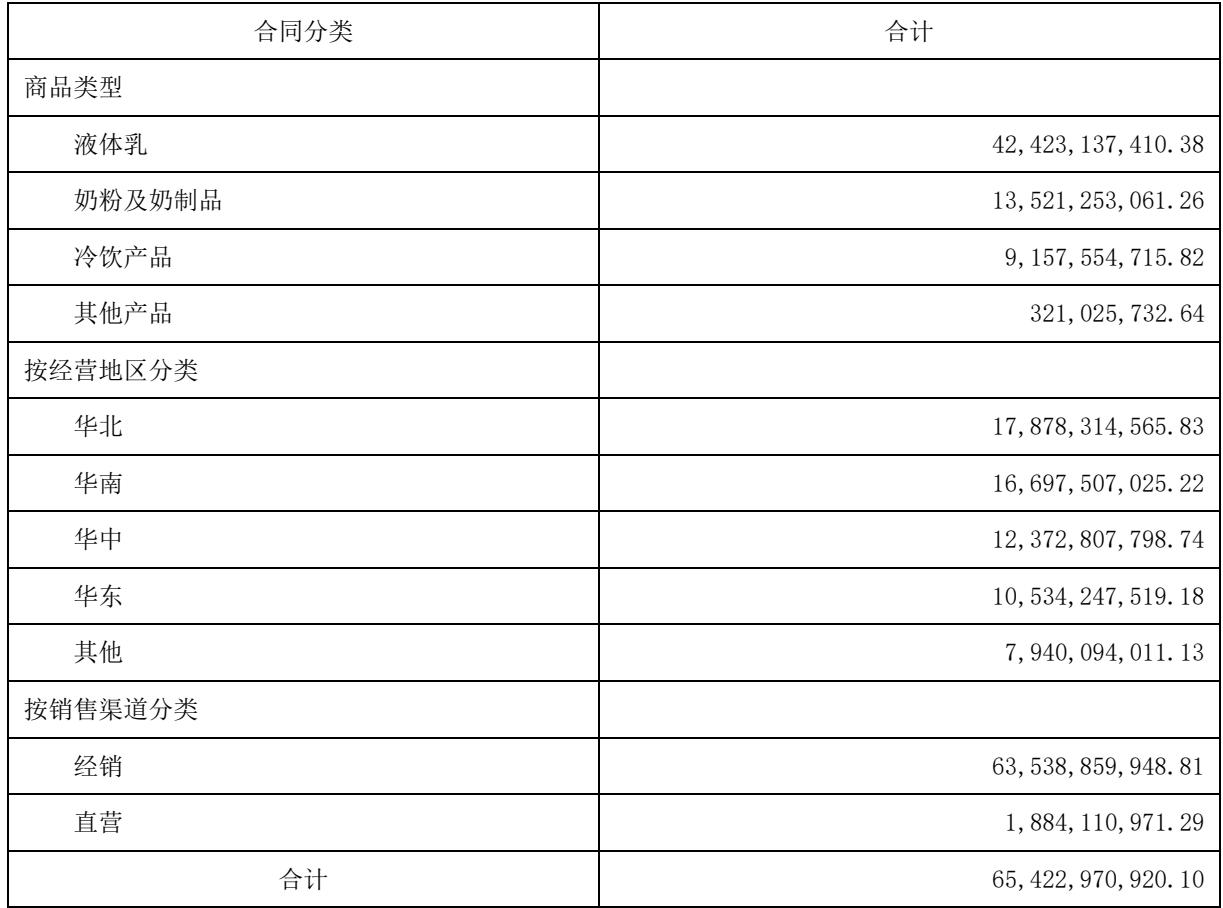 合同分类 合计
商品类型
液体乳 42,423,137,410.38
奶粉及奶制品 13,521,253,061.26
冷饮产品 9,157,554,715.82
其他产品 321,025,732.64
按经营地区分类
华北 17,878,314,565.83
华南 16,697,507,025.22
华中 12,372,807,798.74
华东 10,534,247,519.18
其他 7,940,094,011.13
按销售渠道分类
经销 63,538,859,948.81
直营 1,884,110,971.29
合计 65,422,970,920.10